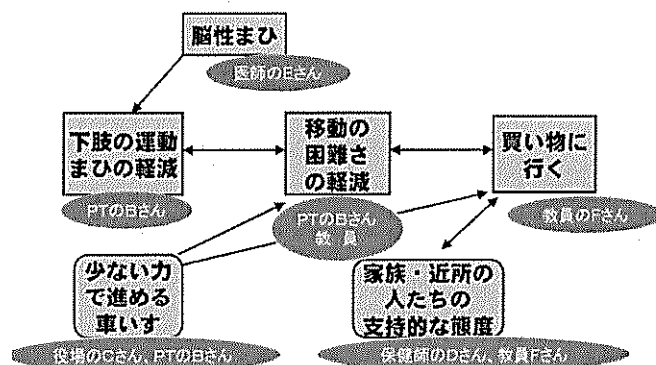 脳性まひ
医師のEさん
下肢の運動
まひの軽減
PTのBさん
移動の
困難さ
の軽減
PTのBさん
教員
買い物に
行く
教員のFさん
少ない力
で進める
車いす
役場のCさん、PTのBさん
家族・近所の
人たちの
支持的な態度
保健師のDさん、教員Fさん